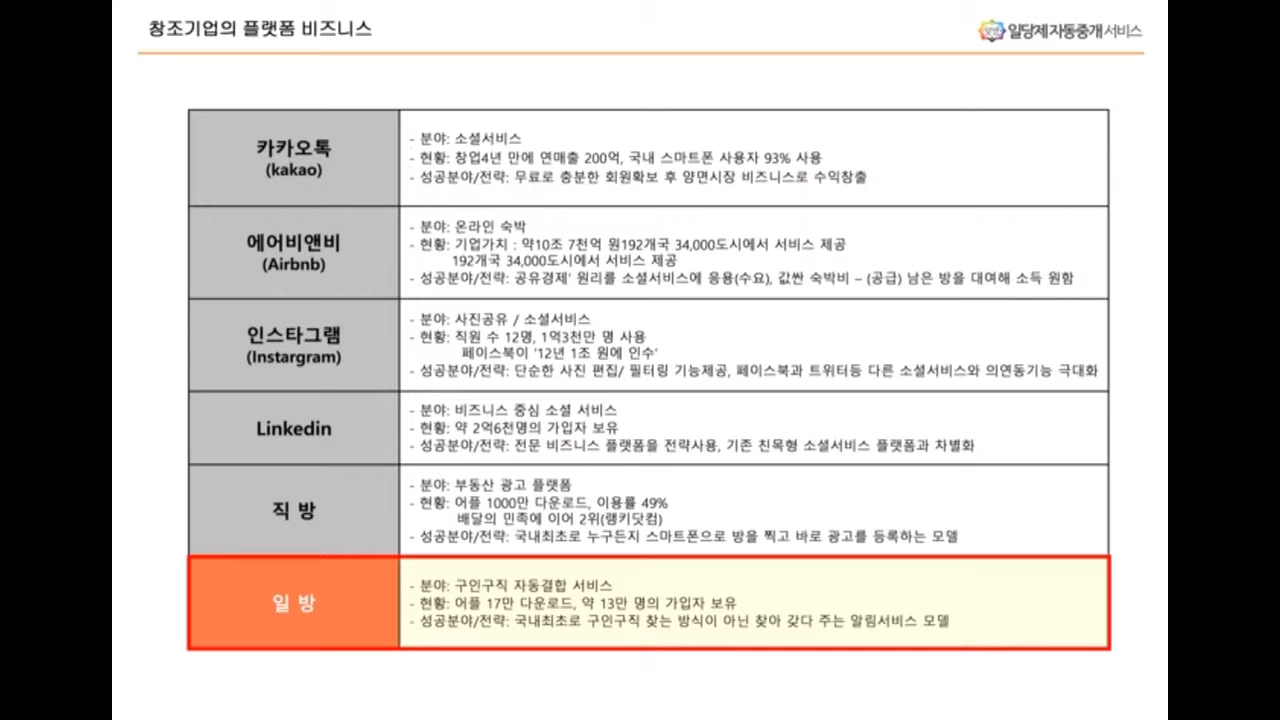 창조기업의 플랫폼 비즈니스
일당제자동중개 서비스
카카오톡
(kakao)
- 분야: 소셜서비스
- 현황: 창업4년 만에 연매출 200억, 국내 스마트폰 사용자 93% 사용
- 성공분야/전략: 무료로 충분한 회원확보 후 양면시장 비즈니스로 수익창출
에어비앤비
(Airbnb)
- 분야: 온라인 숙박
- 현황: 기업가치 : 약10조 7천억 원192개국 34,000도시에서 서비스 제공
192개국 34,000도시에서 서비스 제공
- 성공분야/전략: 공유경제' 원리를 소셜서비스에 응용(수요), 값싼 숙박비 – (공급) 남은 방을 대여해 소득 원함
인스타그램
(Instargram)
- 분야: 사진공유 / 소셜서비스
- 현황: 직원 수 12명, 1억3천만 명 사용
페이스북이 '12년 1조 원에 인수'
- 성공분야/전략: 단순한 사진 편집/ 필터링 기능제공, 페이스북과 트위터등 다른 소셜서비스와 의연동기능 극대화
Linkedin
- 분야: 비즈니스 중심 소셜 서비스
- 현황: 약 2억6천명의 가입자 보유
- 성공분야/전략: 전문 비즈니스 플랫폼을 전략사용, 기존 친목형 소셜서비스 플랫폼과 차별화
직 방
- 분야: 부동산 광고 플랫폼
- 현황: 어플 1000만 다운로드, 이용률 49%
배달의 민족에 이어 2위(랭키닷컴)
- 성공분야/전략: 국내최초로 누구든지 스마트폰으로 방을 찍고 바로 광고를 등록하는 모델
일 방
- 분야: 구인구직 자동결합 서비스
- 현황: 어플 17만 다운로드, 약 13만 명의 가입자 보유
- 성공분야/전략: 국내최초로 구인구직 찾는 방식이 아닌 찾아 갖다 주는 알림서비스 모델